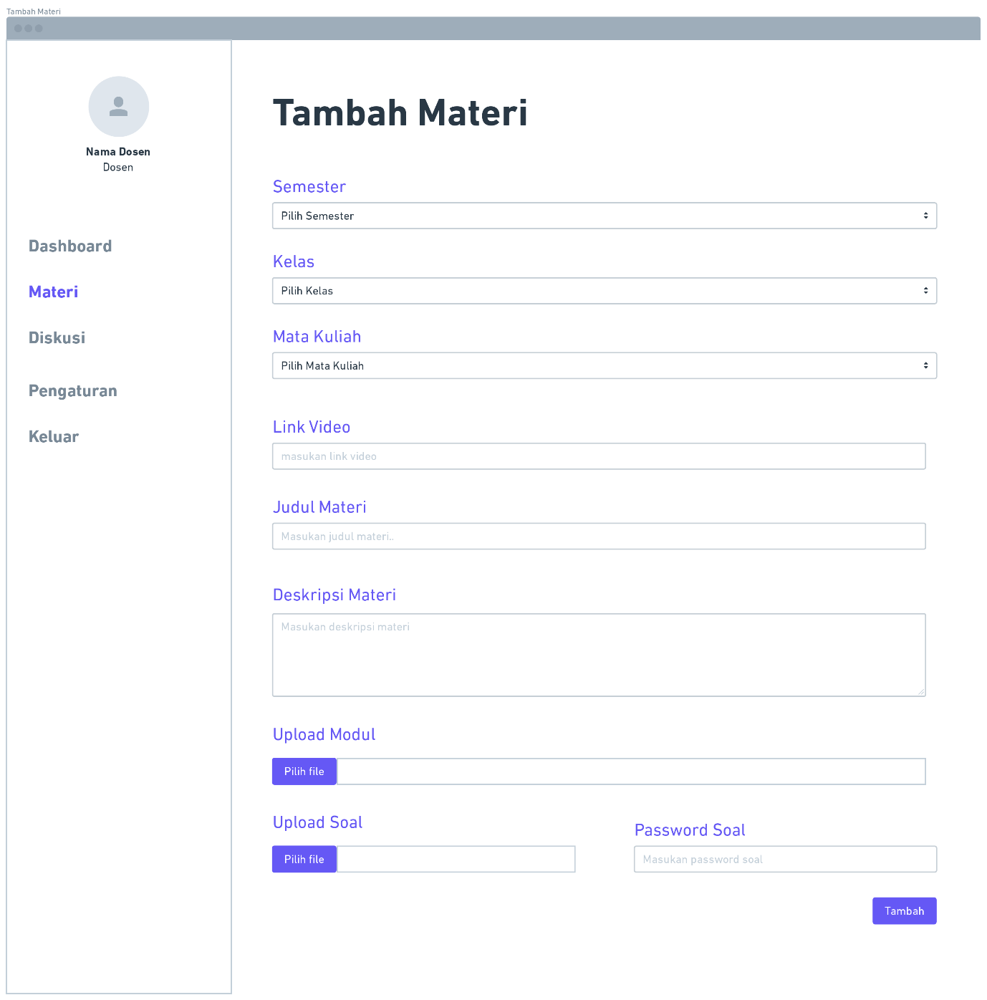 Tambah Materi
Nama Dosen
Dosen
Dashboard
Materi
Diskusi
Pengaturan
Keluar
Tambah Materi
Semester
Pilih Semester
Kelas
Pilih Kelas
Mata Kuliah
Pilih Mata Kuliah
Link Video
masukan link video
Judul Materi
Masukan judul materi..
Deskripsi Materi
Masukan deskripsi materi
Upload Modul
Pilih file
Upload Soal
Pilih file
Password Soal
Masukan password soal
Tambah